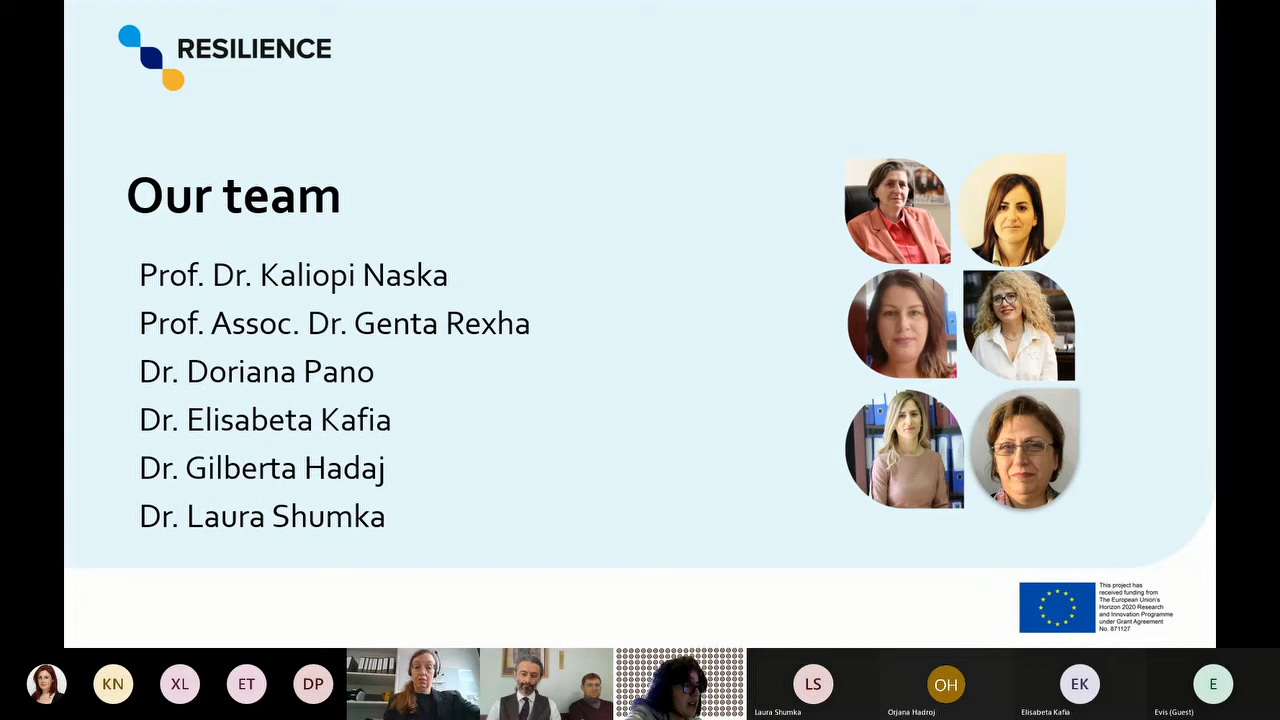 RESILIENCE
Our team
Prof. Dr. Kaliopi Naska
Prof. Assoc. Dr. Genta Rexha
Dr. Doriana Pano
Dr. Elisabeta Kafia
Dr. Gilberta Hadaj
Dr. Laura Shumka
This project has
received funding from
The European Union's
Horizon 2020 Research
and Innovation Programme
under Grant Agreement
No. 871127
KN
XL
ET
DP
LS
OH
EK
E
Laura Shumka
Orjana Hadroj
Elisabeta Kafia
Evis (Guest)